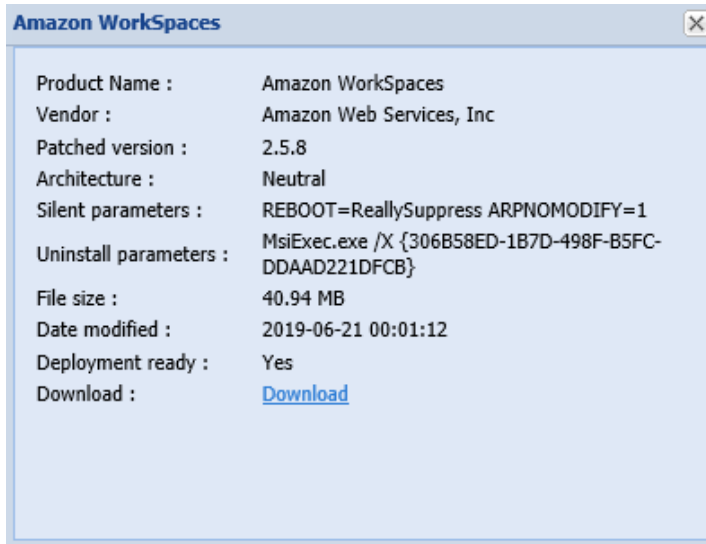 Amazon WorkSpaces
Product Name : Amazon WorkSpaces
Vendor : Amazon Web Services, Inc
Patched version : 2.5.8
Architecture : Neutral
Silent parameters : REBOOT=ReallySuppress ARPNOMODIFY=1
Uninstall parameters : MsiExec.exe /X {306B58ED-1B7D-498F-B5FC-
DDAAD221DFCB}
File size : 40.94 MB
Date modified : 2019-06-21 00:01:12
Deployment ready : Yes
Download : Download